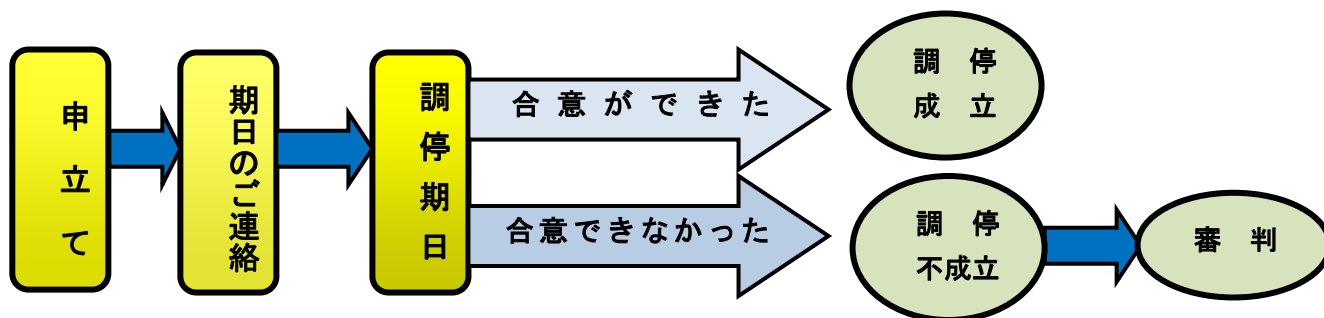 申立て
期日のご連絡
調停期日
合意ができた
調停
成立
合意できなかった
調停
不成立
審判